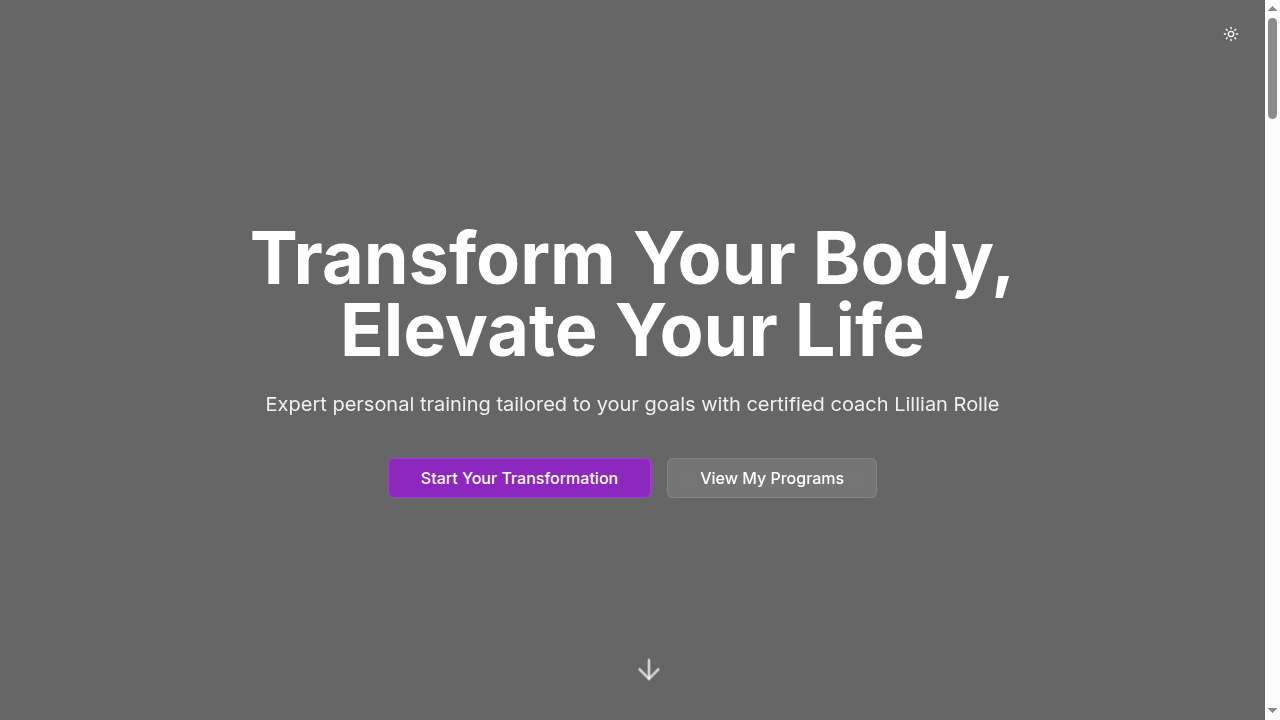 Transform Your Body,
Elevate Your Life
Expert personal training tailored to your goals with certified coach Lillian Rolle
Start Your Transformation
View My Programs